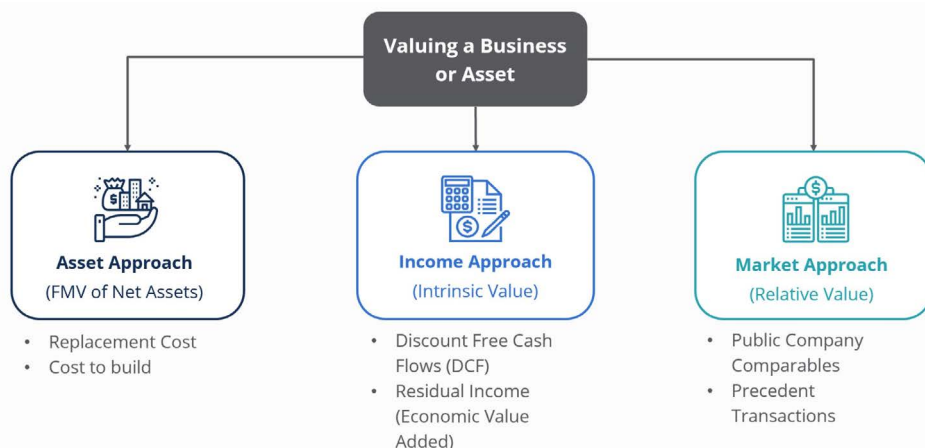 Valuing a Business
or Asset
Asset Approach
(FMV of Net Assets)
• Replacement Cost
• Cost to build
Income Approach
(Intrinsic Value)
• Discount Free Cash
Flows (DCF)
• Residual Income
(Economic Value
Added)
Market Approach
(Relative Value)
• Public Company
Comparables
• Precedent
Transactions